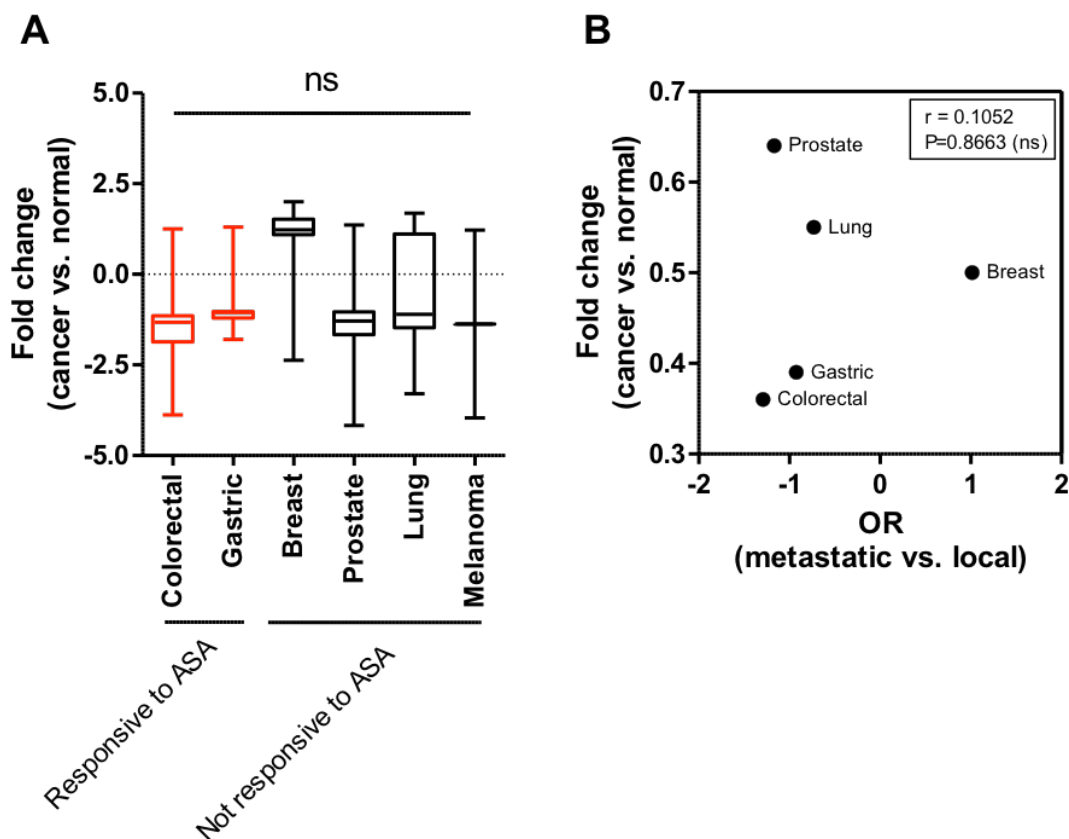 A
ns
5.0
2.5
0.0
-2.5
-5.0
Fold change
(cancer vs. normal)
Colorectal
Gastric
Breast
Prostate
Lung
Melanoma
Responsive to ASA
Not responsive to ASA
B
0.7
0.6
0.5
0.4
0.3
Fold change
(cancer vs. normal)
r = 0.1052
P=0.8663 (ns)
Prostate
Lung
Breast
Gastric
Colorectal
-2
-1
0
1
2
OR
(metastatic vs. local)